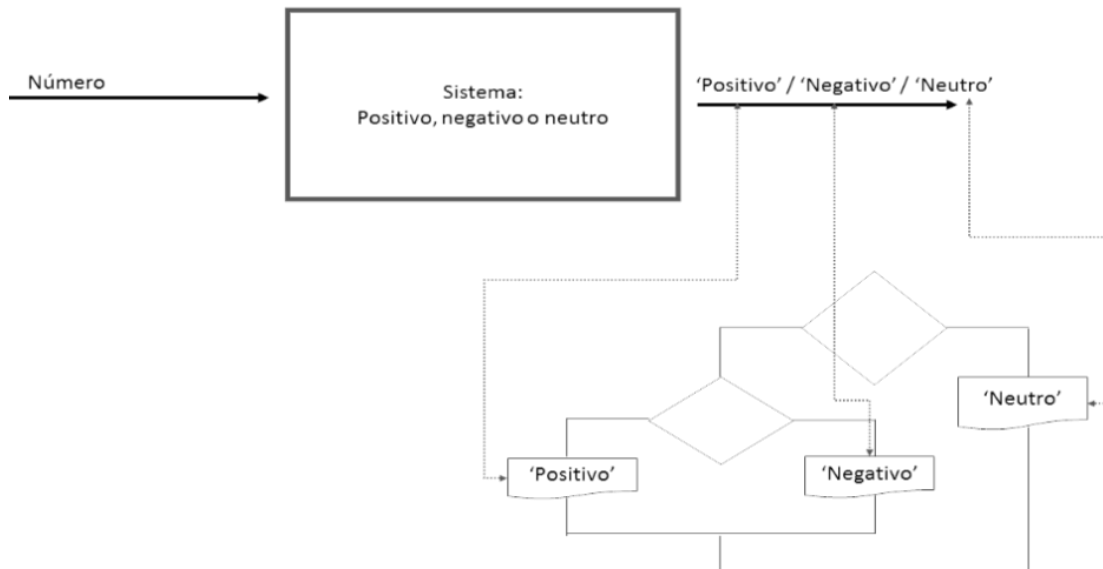 Número
Sistema:
Positivo, negativo o neutro
‘Positivo’ / ‘Negativo’ / ‘Neutro’
‘Neutro’
‘Positivo’
‘Negativo’